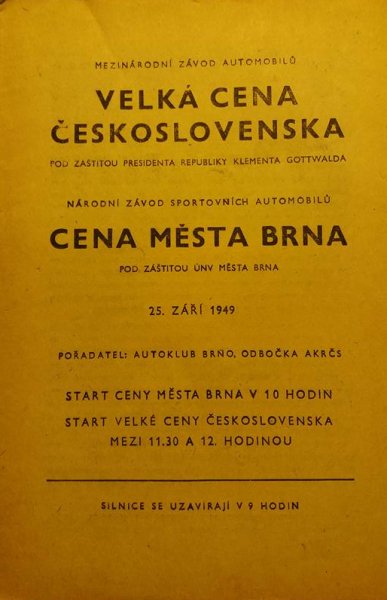 MEZINÁRODNÍ ZÁVOD AUTOMOBILŮ
VELKÁ CENA
ČESKOSLOVENSKA
POD ZÁŠTITOU PRESIDENTA REPUBLIKY KLEMENTA GOTTWALDA
NÁRODNÍ ZÁVOD SPORTOVNÍCH AUTOMOBILŮ
CENA MĚSTA BRNA
POD ZÁŠTITOU ÚNV MĚSTA BRNA
25. ZÁŘÍ 1949
POŘADATEL: AUTOKLUB BRNO, ODBOČKA AKRČS
START CENY MĚSTA BRNA V 10 HODIN
START VELKÉ CENY ČESKOSLOVENSKA
MEZI 11.30 A 12. HODINOU
SILNICE SE UZAVIRAJÍ V 9 HODIN